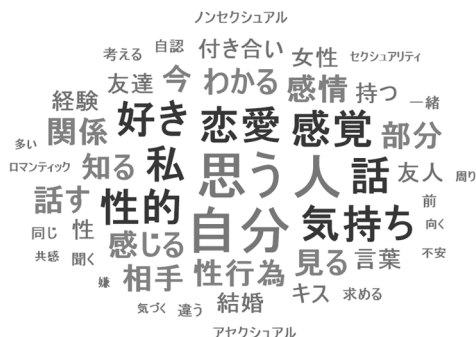 ノンセクシュアル
考える 自認 付き合い 女性 セクシュアリティ
友達 今 わかる 感情 持つ 一緒
経験 関係 好き 恋愛 感覚 部分
多い ロマンティック 知る 私 思う 人 話 友人 周り
話す 性的 自分 気持ち 前 向く
同じ 性 感じる 見る 言葉 不安
共感 聞く 嫌 相手 性行為 キス 求める
気づく 違う 結婚
アセクシュアル